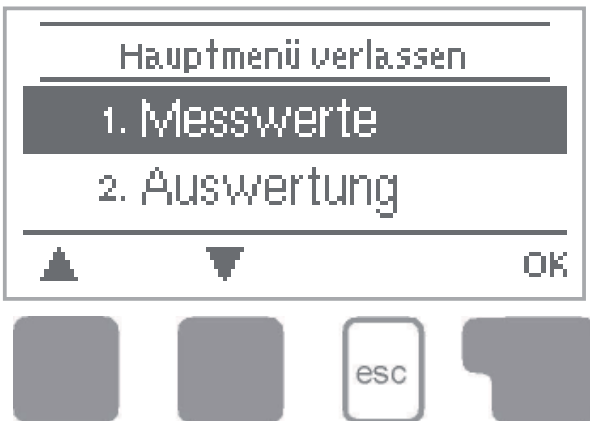 Hauptmenü verlassen
1. Messwerte
2. Auswertung
OK
esc